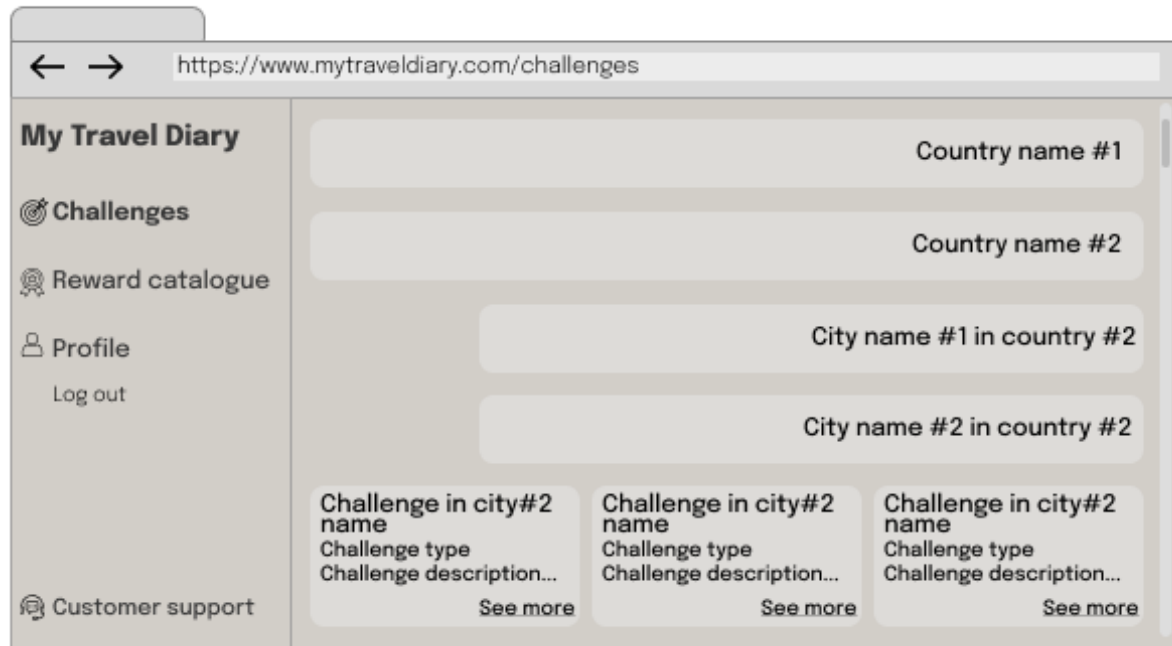 https://www.mytraveldiary.com/challenges
My Travel Diary
Challenges
Reward catalogue
Profile
Log out
Customer support
Country name #1
Country name #2
City name #1 in country #2
City name #2 in country #2
Challenge in city#2
name
Challenge type
Challenge description...
See more
Challenge in city#2
name
Challenge type
Challenge description...
See more
Challenge in city#2
name
Challenge type
Challenge description...
See more